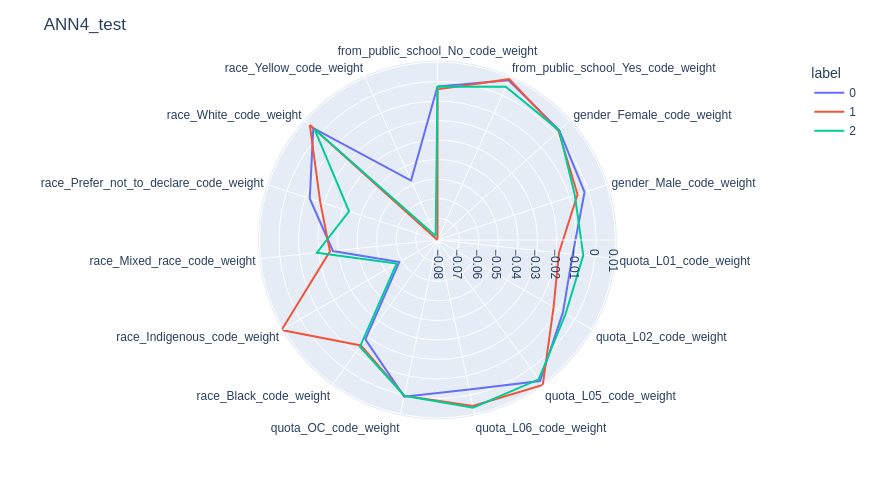 ANN4_test
from_public_school_No_code_weight
race_Yellow_code_weight
from_public_school_Yes_code_weight
label
0
1
2
race_White_code_weight
gender_Female_code_weight
race_Prefer_not_to_declare_code_weight
gender_Male_code_weight
−0.08
−0.07
−0.06
−0.05
−0.04
−0.03
−0.02
−0.01
0
0.01
race_Mixed_race_code_weight
quota_L01_code_weight
race_Indigenous_code_weight
quota_L02_code_weight
race_Black_code_weight
quota_L05_code_weight
quota_OC_code_weight
quota_L06_code_weight